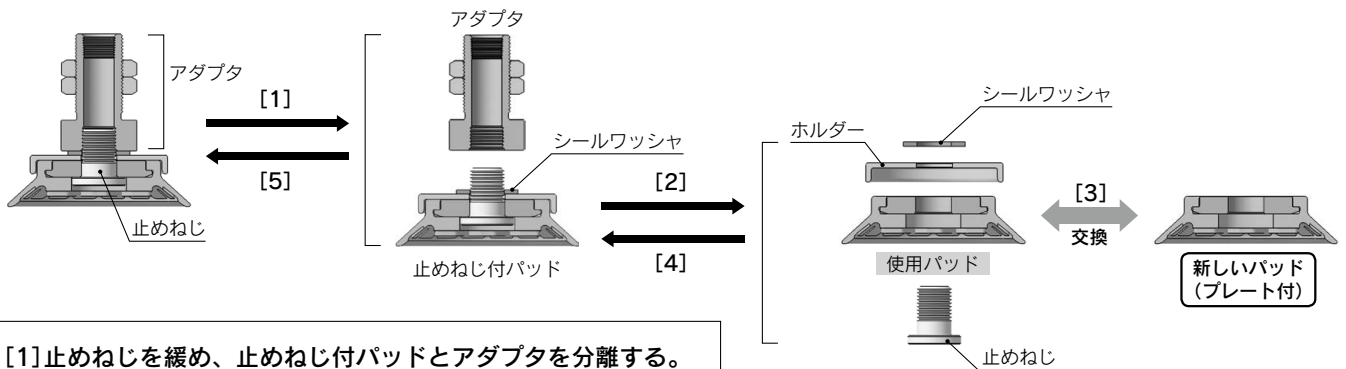 アダプタ
アダプタ
[1]
[5]
止めねじ
シールワッシャ
止めねじ付パッド
[2]
[4]
シールワッシャ
ホルダー
使用パッド
止めねじ
[3]
交換
新しいパッド
(プレート付)
[1]止めねじを緩め、止めねじ付パッドとアダプタを分離する。